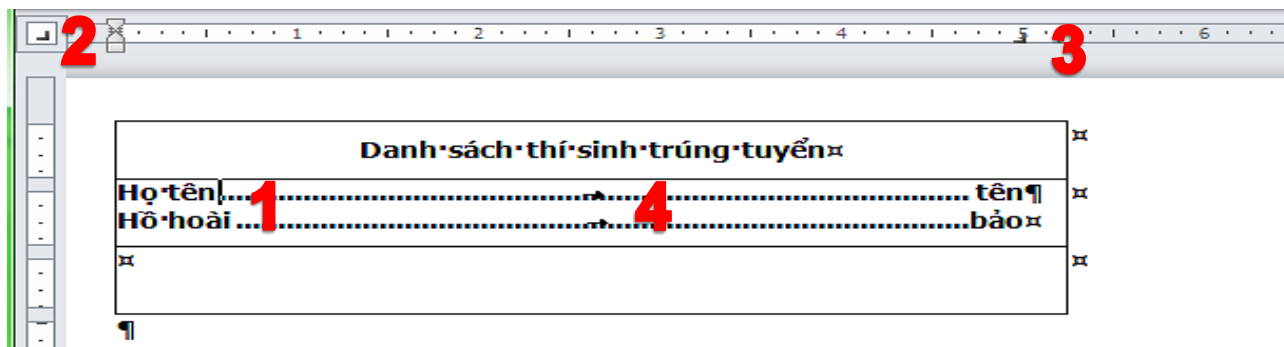 2 1 2 3 4 5 3 6
Danh sách thí sinh trúng tuyển¤ ¤
Họ tên 1 ........................................→........................................ tên¶ ¤
Hồ hoài ........................................→ 4 ........................................bảo¤
¤ ¤
¶